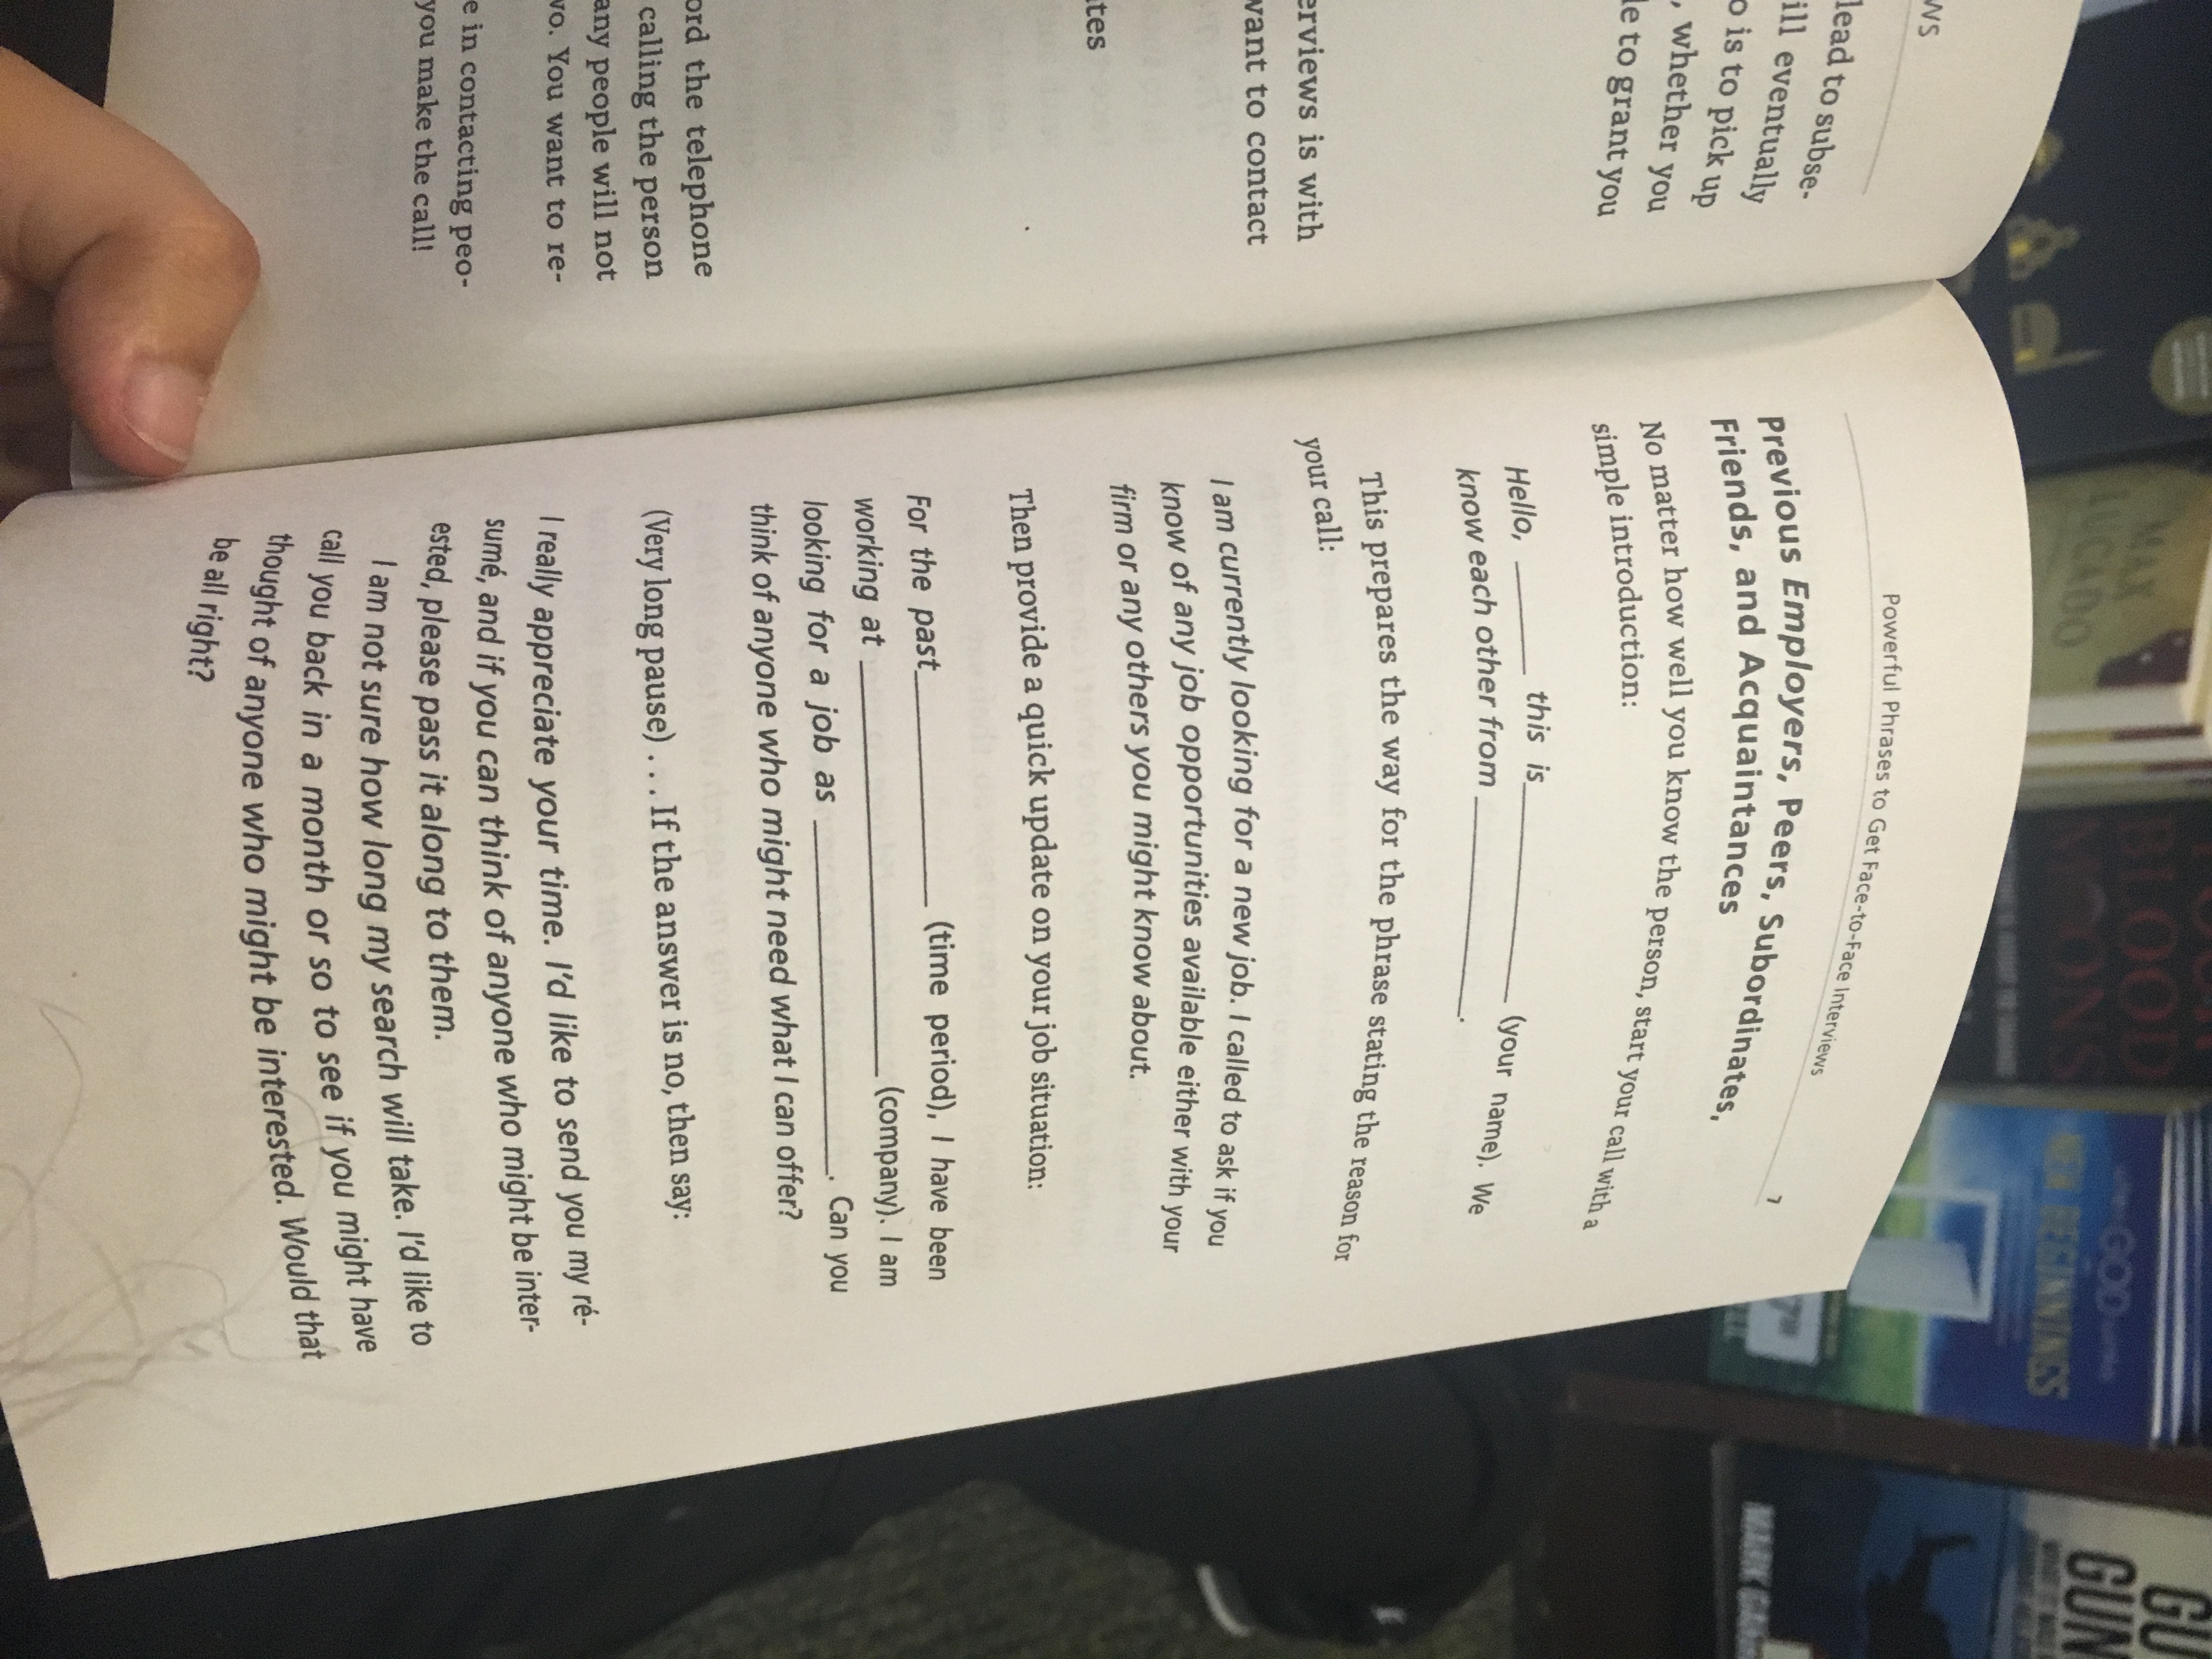 WS
lead to subse-
ill eventually
o is to pick up
, whether you
le to grant you
erviews is with
want to contact
tes
ord the telephone
calling the person
any people will not
wo. You want to re-
e in contacting peo-
you make the call!
Powerful Phrases to Get Face-to-Face Interviews
7
Previous Employers, Peers, Subordinates,
Friends, and Acquaintances
No matter how well you know the person, start your call with a
simple introduction:
Hello, ______ this is____________ (your name). We
know each other from ____________.
This prepares the way for the phrase stating the reason for
your call:
I am currently looking for a new job. I called to ask if you
know of any job opportunities available either with your
firm or any others you might know about.
Then provide a quick update on your job situation:
For the past____________ (time period), I have been
working at ____________________ (company). I am
looking for a job as __________________. Can you
think of anyone who might need what I can offer?
(Very long pause) . . . If the answer is no, then say:
I really appreciate your time. I'd like to send you my ré-
sumé, and if you can think of anyone who might be inter-
ested, please pass it along to them.
I am not sure how long my search will take. I'd like to
call you back in a month or so to see if you might have
thought of anyone who might be interested. Would that
be all right?
MAX
LUCADO
BLOOD
GOOD
NEW BEGINNINGS
MARK
GUN